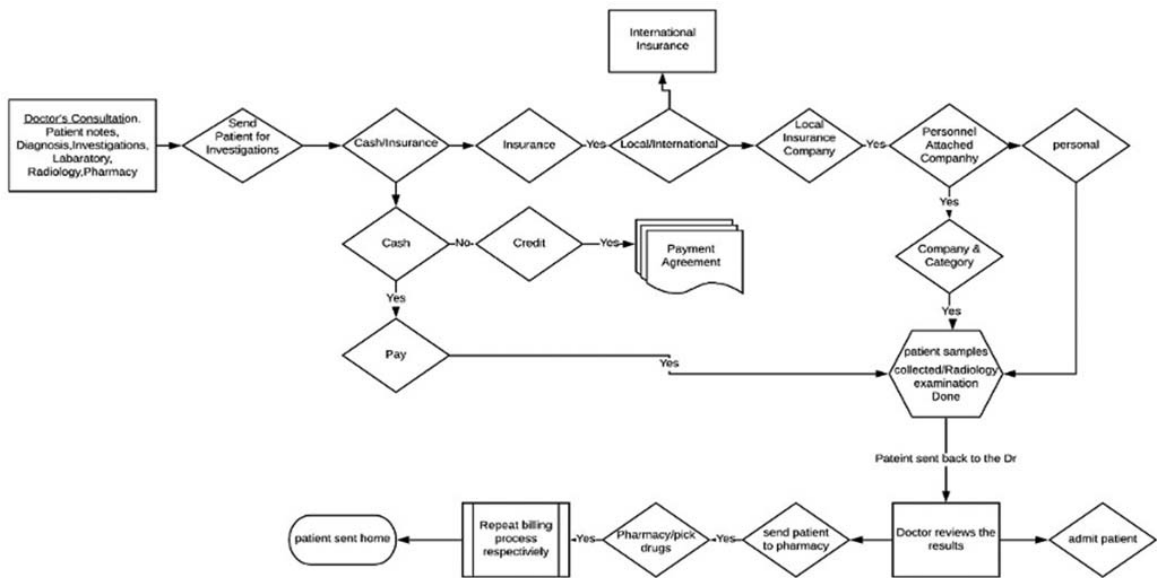 International
Insurance
Doctor's Consultation.
Patient notes,
Diagnosis,Investigations,
Labaratory,
Radiology,Pharmacy
Send
Patient for
Investigations
Cash/Insurance
Insurance
Yes
Local/International
Local
Insurance
Company
Yes
Personnel
Attached
Companhy
personal
Yes
Cash
No
Credit
Yes
Payment
Agreement
Company &
Category
Yes
Yes
Pay
Yes
patient samples
collected/Radiology
examination
Done
Pateint sent back to the Dr
patient sent home
Repeat billing
process
respectiviely
Yes
Pharmacy/pick
drugs
Yes
send patient
to pharmacy
Doctor reviews the
results
admit patient